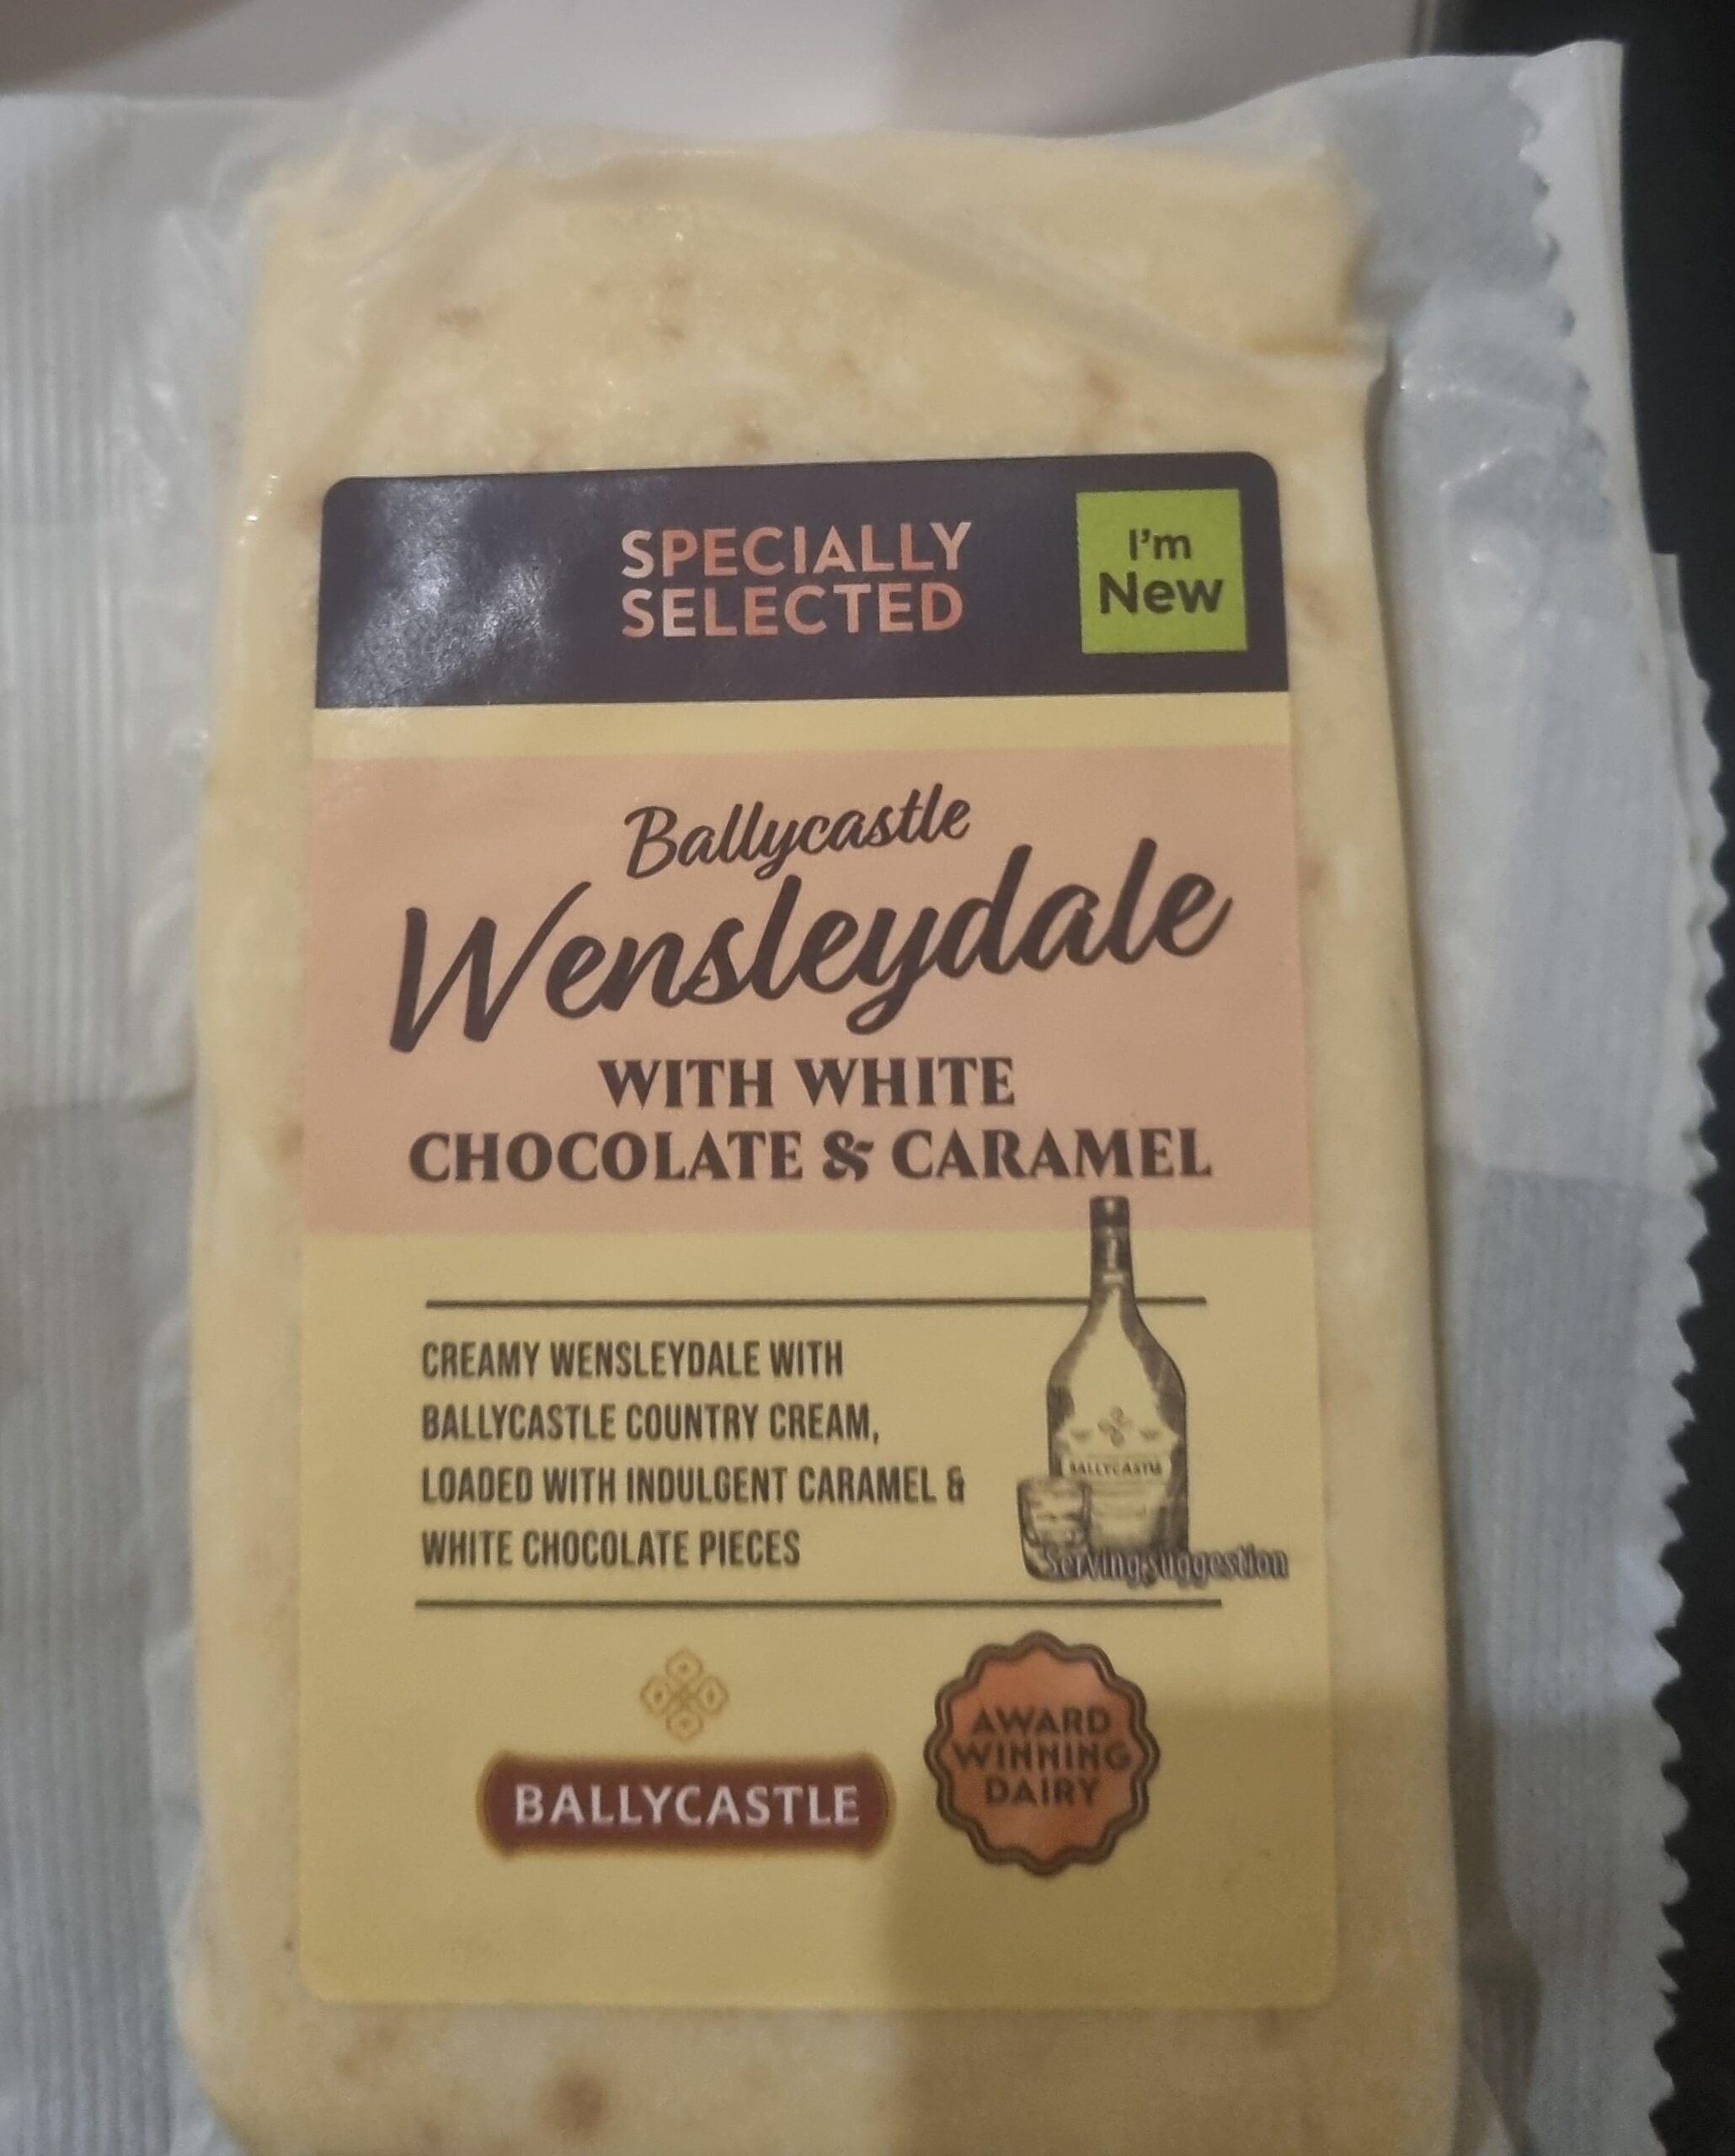 SPECIALLY
SELECTED
I'm
New
Ballycastle
Wensleydale
WITH WHITE
CHOCOLATE & CARAMEL
CREAMY WENSLEYDALE WITH
BALLYCASTLE COUNTRY CREAM,
LOADED WITH INDULGENT CARAMEL &
WHITE CHOCOLATE PIECES
BALLYCASTLE
Serving suggestion
BALLYCASTLE
AWARD
WINNING
DAIRY